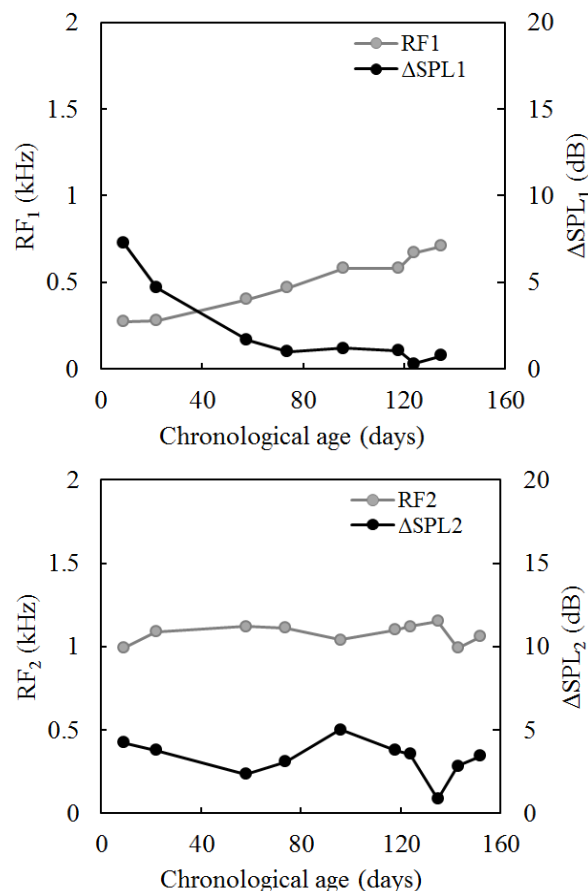 2
20
RF1
ΔSPL1
1.5
15
1
10
0.5
5
0
0
RF₁ (kHz)
ΔSPL₁ (dB)
0 40 80 120 160
Chronological age (days)
2
20
RF2
ΔSPL2
1.5
15
1
10
0.5
5
0
0
RF₂ (kHz)
ΔSPL₂ (dB)
0 40 80 120 160
Chronological age (days)